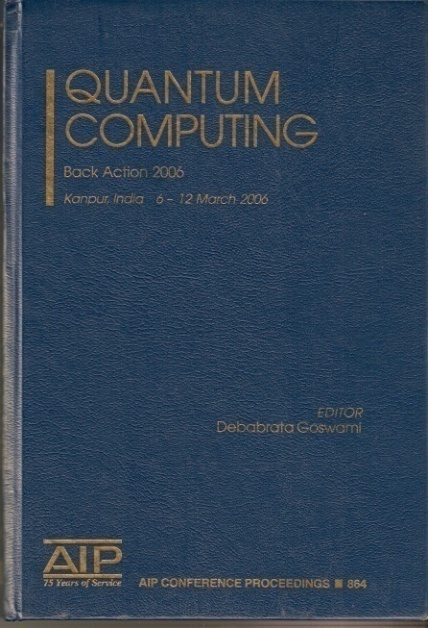 QUANTUM
COMPUTING
Back Action 2006
Kanpur, India 6 – 12 March 2006
EDITOR
Debabrata Goswami
AIP
75 Years of Service
AIP CONFERENCE PROCEEDINGS ■ 864